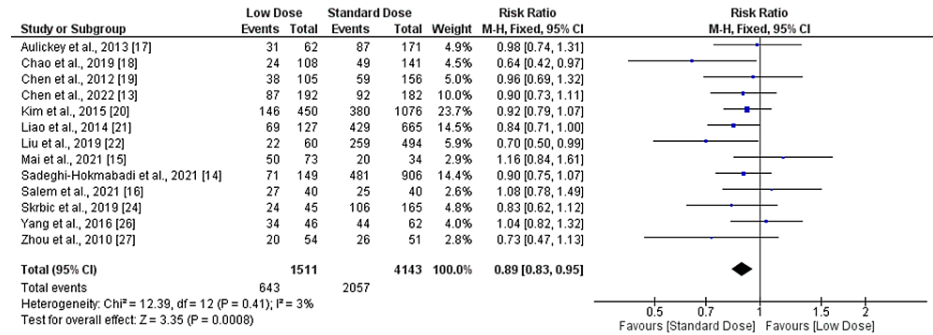 Low Dose Standard Dose Risk Ratio Risk Ratio
Study or Subgroup Events Total Events Total Weight M-H, Fixed, 95% CI M-H, Fixed, 95% CI
Aulickey et al., 2013 [17] 31 62 87 171 4.9% 0.98 [0.74, 1.31]
Chao et al., 2019 [18] 24 108 49 141 4.5% 0.64 [0.42, 0.97]
Chen et al., 2012 [19] 38 105 59 156 5.0% 0.96 [0.69, 1.32]
Chen et al., 2022 [13] 87 192 92 182 10.0% 0.90 [0.73, 1.11]
Kim et al., 2015 [20] 146 450 380 1076 23.7% 0.92 [0.79, 1.07]
Liao et al., 2014 [21] 69 127 429 665 14.5% 0.84 [0.71, 1.00]
Liu et al., 2019 [22] 22 60 259 494 5.9% 0.70 [0.50, 0.99]
Mai et al., 2021 [15] 50 73 20 34 2.9% 1.16 [0.84, 1.61]
Sadeghi-Hokmabadi et al., 2021 [14] 71 149 481 906 14.4% 0.90 [0.75, 1.07]
Salem et al., 2021 [16] 27 40 25 40 2.6% 1.08 [0.78, 1.49]
Skrbic et al., 2019 [24] 24 45 106 165 4.8% 0.83 [0.62, 1.12]
Yang et al., 2016 [26] 34 46 44 62 4.0% 1.04 [0.82, 1.32]
Zhou et al., 2010 [27] 20 54 26 51 2.8% 0.73 [0.47, 1.13]
Total (95% CI) 1511 4143 100.0% 0.89 [0.83, 0.95]
Total events 643 2057
Heterogeneity: Chi² = 12.39, df = 12 (P = 0.41); I² = 3%
Test for overall effect: Z = 3.35 (P = 0.0008)
0.5 0.7 1 1.5 2
Favours [Standard Dose] Favours [Low Dose]